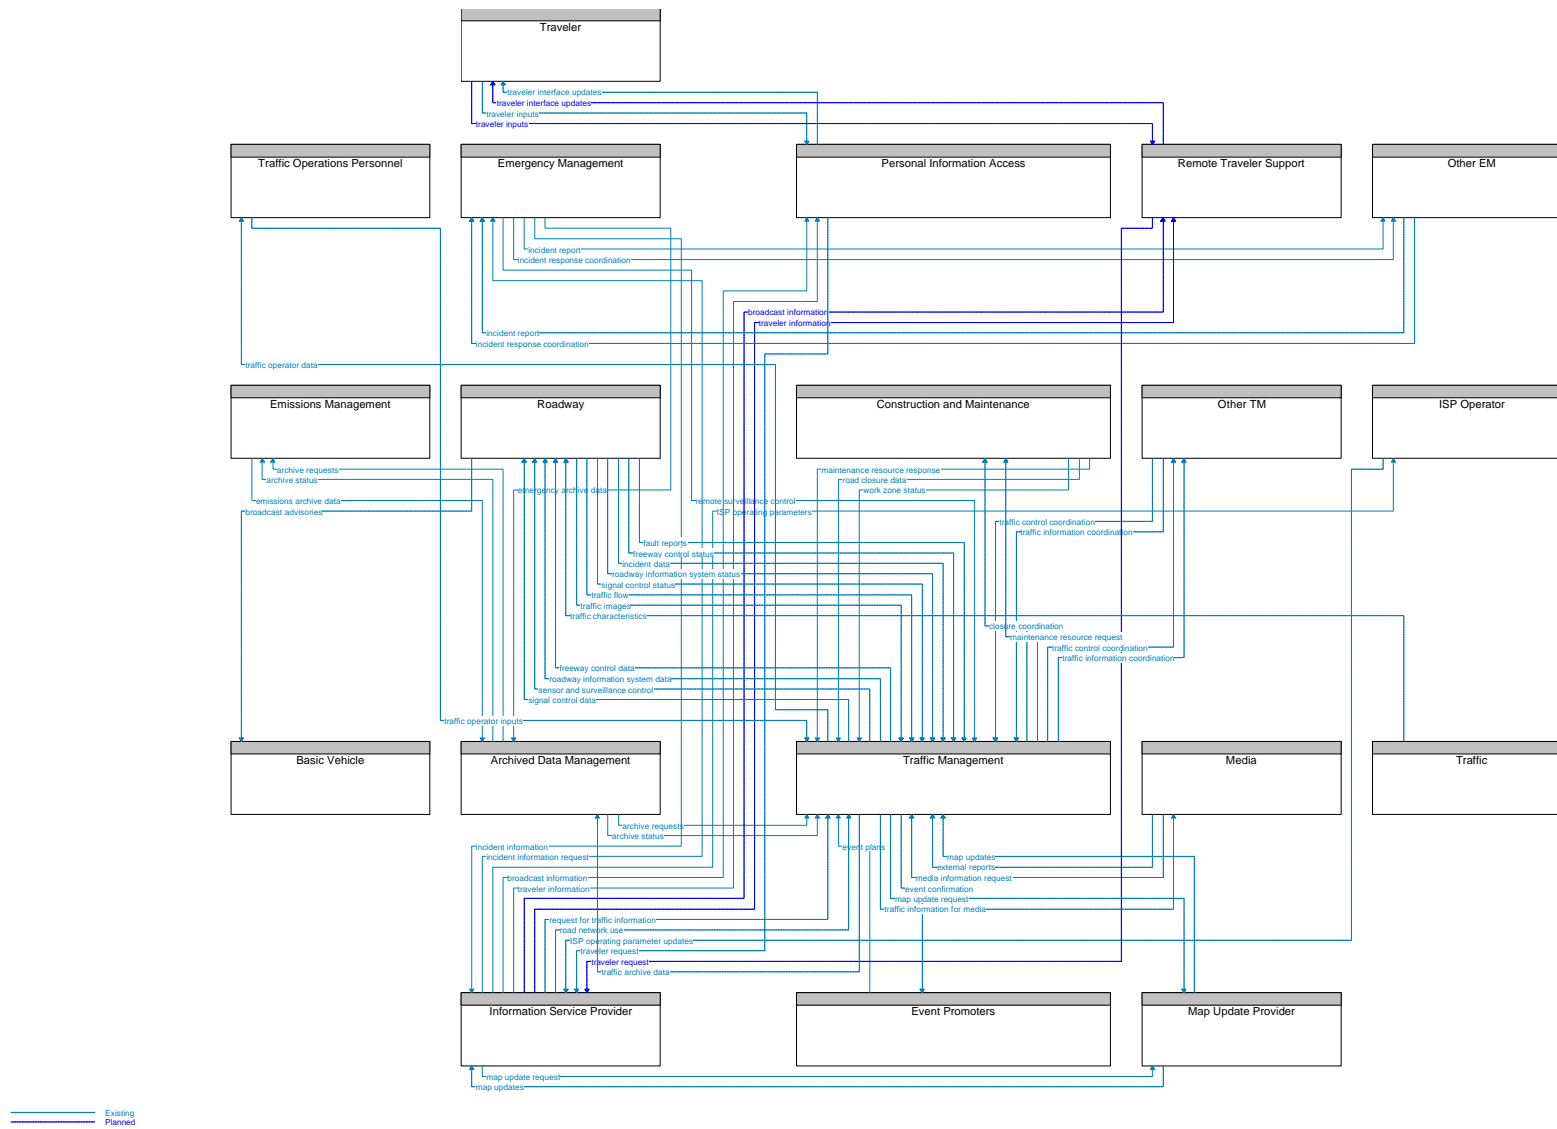 Traveler
traveler interface updates
traveler interface updates
traveler inputs
traveler inputs
Traffic Operations Personnel
Emergency Management
Personal Information Access
Remote Traveler Support
Other EM
incident report
incident response coordination
broadcast information
traveler information
incident report
incident response coordination
traffic operator data
Emissions Management
Roadway
Construction and Maintenance
Other TM
ISP Operator
archive requests
maintenance resource response
archive status
road closure data
emergency archive data
work zone status
emissions archive data
remote surveillance control
broadcast advisories
ISP operating parameters
traffic control coordination
traffic information coordination
fault reports
freeway control status
incident data
roadway information system status
signal control status
traffic flow
traffic images
traffic characteristics
closure coordination
maintenance resource request
traffic control coordination
traffic information coordination
freeway control data
roadway information system data
sensor and surveillance control
signal control data
traffic operator inputs
Basic Vehicle
Archived Data Management
Traffic Management
Media
Traffic
archive requests
archive status
incident information
event plans
incident information request
map updates
external reports
broadcast information
media information request
traveler information
event confirmation
map update request
traffic information for media
request for traffic information
road network use
ISP operating parameter updates
traveler request
traveler request
traffic archive data
Information Service Provider
Event Promoters
Map Update Provider
map update request
map updates
Existing
Planned